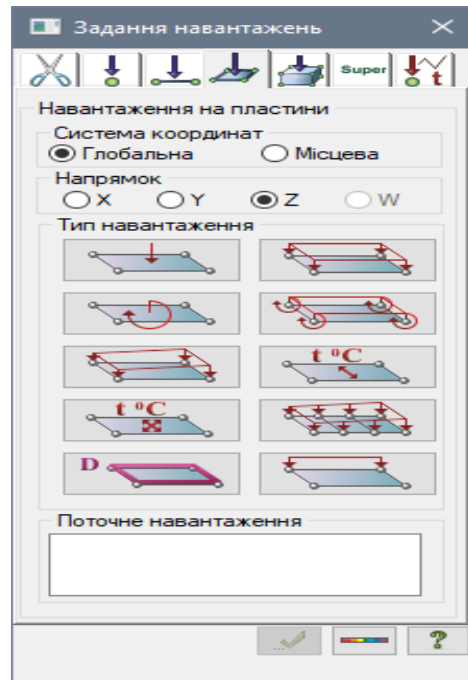 Задання навантажень
Super
t
Навантаження на пластини
Система координат
Глобальна
Місцева
Напрямок
X
Y
Z
W
Тип навантаження
t °C
t °C
D
Поточне навантаження
?